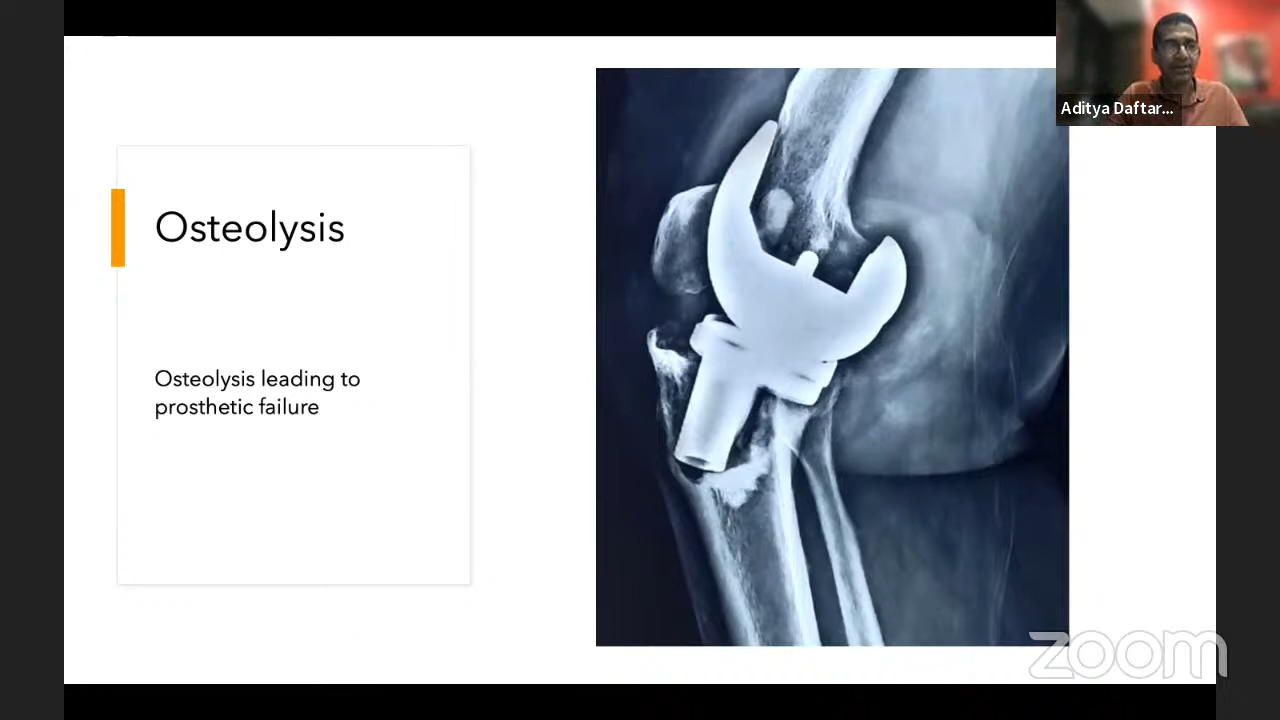 Aditya Daftar...
Osteolysis
Osteolysis leading to
prosthetic failure
zoom